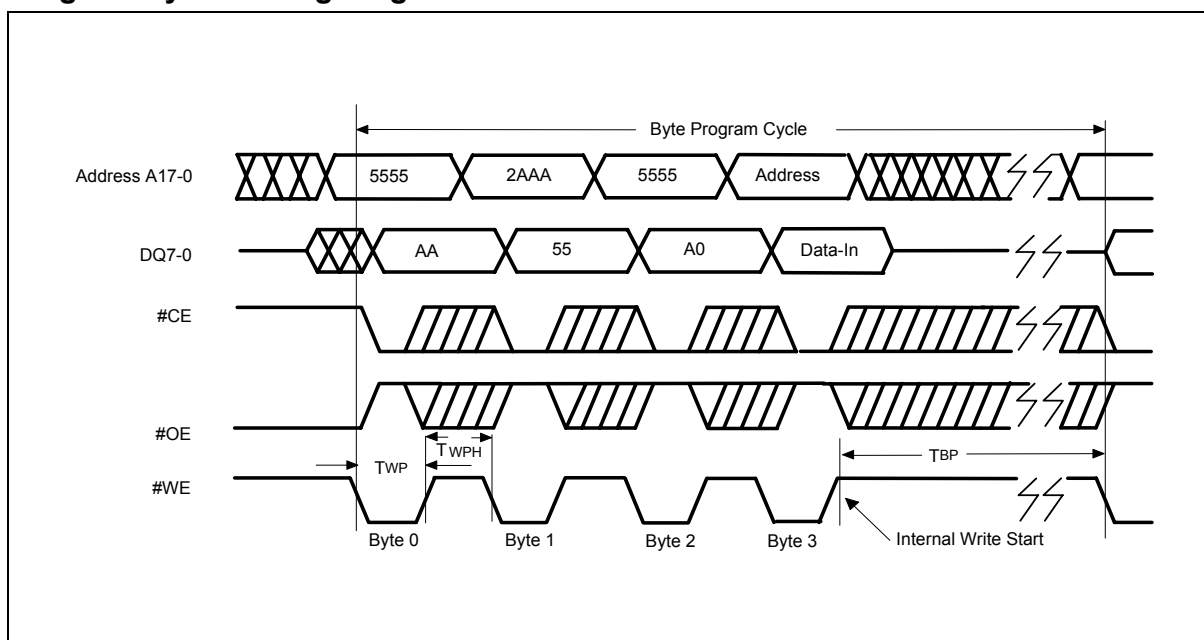 Byte Program Cycle
Address A17-0
5555
2AAA
5555
Address
DQ7-0
AA
55
A0
Data-In
#CE
#OE
TWPH
TWP
TBP
#WE
Byte 0
Byte 1
Byte 2
Byte 3
Internal Write Start